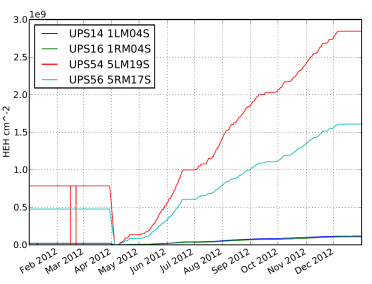 1e9
3.0
2.5
2.0
1.5
1.0
0.5
0.0
HEH cm^-2
UPS14 1LM04S
UPS16 1RM04S
UPS54 5LM19S
UPS56 5RM17S
Feb 2012
Mar 2012
Apr 2012
May 2012
Jun 2012
Jul 2012
Aug 2012
Sep 2012
Oct 2012
Nov 2012
Dec 2012